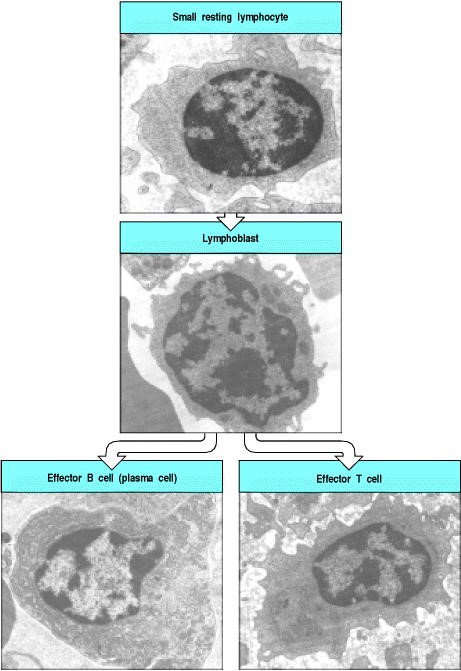 Small resting lymphocyte
Lymphoblast
Effector B cell (plasma cell)
Effector T cell